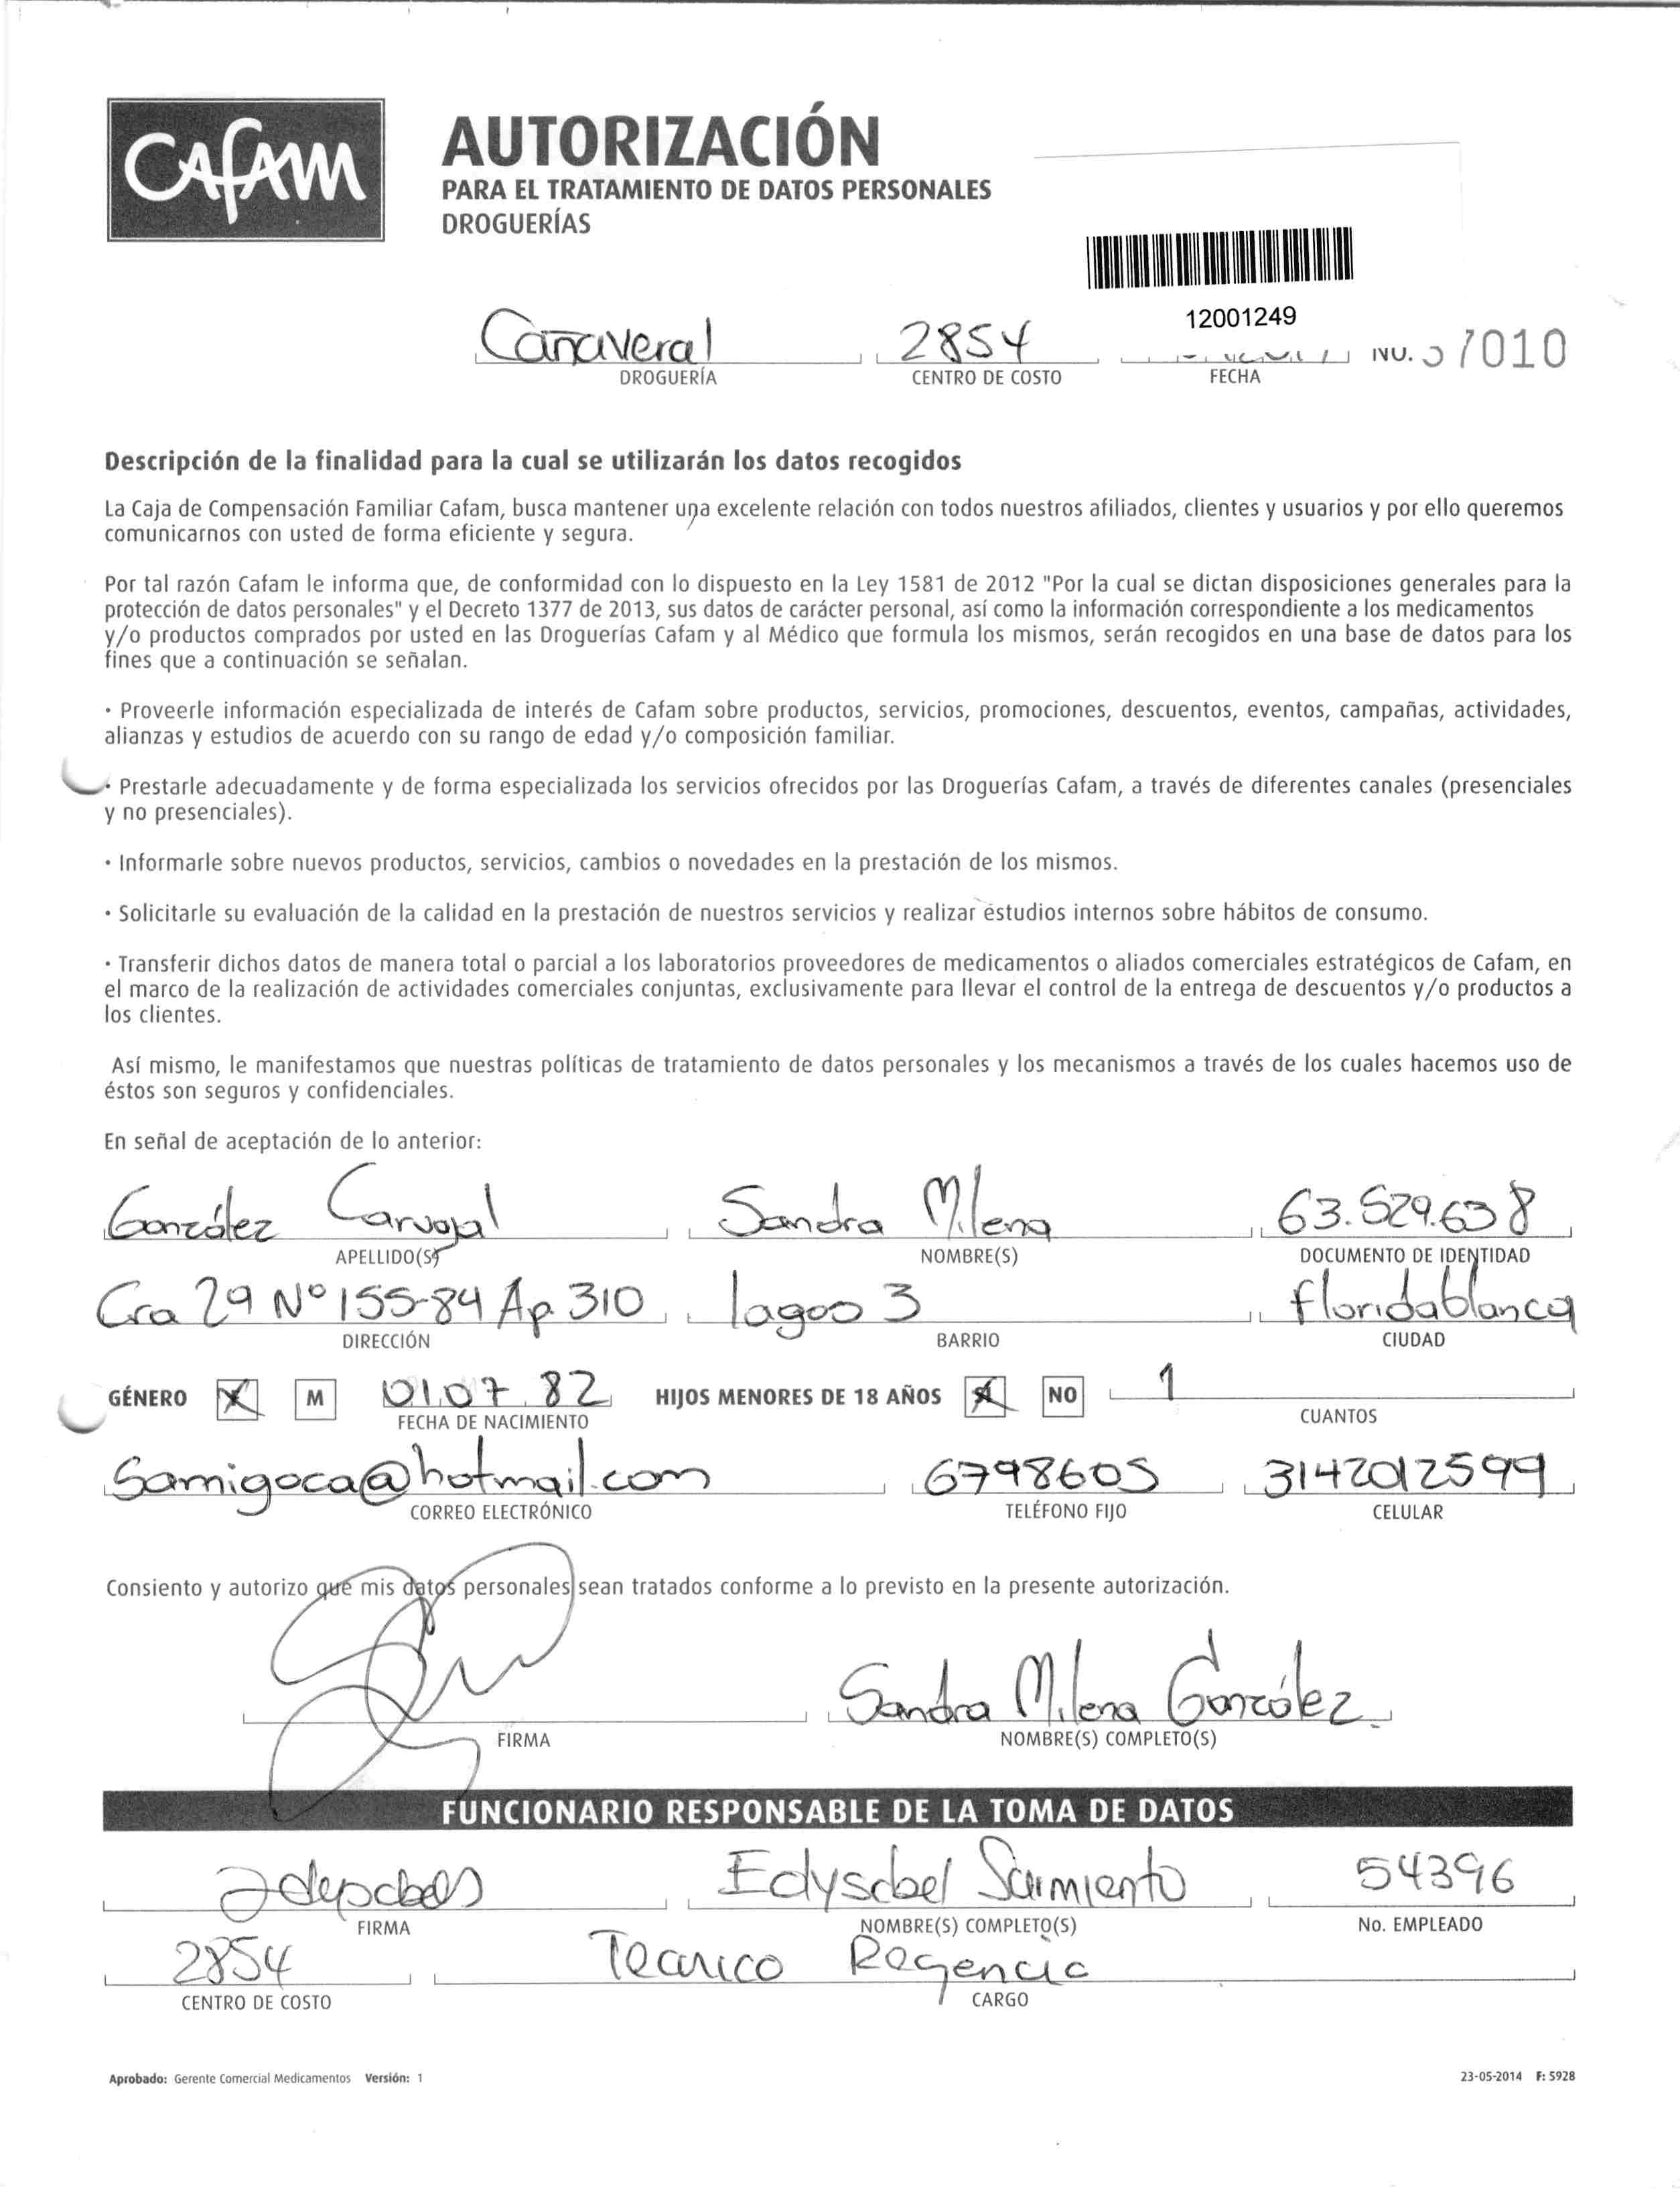 CAFAM
AUTORIZACIÓN
PARA EL TRATAMIENTO DE DATOS PERSONALES
DROGUERÍAS
12001249
Cañaveral 2854 No. 57010
DROGUERÍA CENTRO DE COSTO FECHA
Descripción de la finalidad para la cual se utilizarán los datos recogidos
La Caja de Compensación Familiar Cafam, busca mantener una excelente relación con todos nuestros afiliados, clientes y usuarios y por ello queremos
comunicarnos con usted de forma eficiente y segura.
Por tal razón Cafam le informa que, de conformidad con lo dispuesto en la Ley 1581 de 2012 "Por la cual se dictan disposiciones generales para la
protección de datos personales" y el Decreto 1377 de 2013, sus datos de carácter personal, así como la información correspondiente a los medicamentos
y/o productos comprados por usted en las Droguerías Cafam y al Médico que formula los mismos, serán recogidos en una base de datos para los
fines que a continuación se señalan.
· Proveerle información especializada de interés de Cafam sobre productos, servicios, promociones, descuentos, eventos, campañas, actividades,
alianzas y estudios de acuerdo con su rango de edad y/o composición familiar.
· Prestarle adecuadamente y de forma especializada los servicios ofrecidos por las Droguerías Cafam, a través de diferentes canales (presenciales
y no presenciales).
· Informarle sobre nuevos productos, servicios, cambios o novedades en la prestación de los mismos.
· Solicitarle su evaluación de la calidad en la prestación de nuestros servicios y realizar estudios internos sobre hábitos de consumo.
· Transferir dichos datos de manera total o parcial a los laboratorios proveedores de medicamentos o aliados comerciales estratégicos de Cafam, en
el marco de la realización de actividades comerciales conjuntas, exclusivamente para llevar el control de la entrega de descuentos y/o productos a
los clientes.
Así mismo, le manifestamos que nuestras políticas de tratamiento de datos personales y los mecanismos a través de los cuales hacemos uso de
éstos son seguros y confidenciales.
En señal de aceptación de lo anterior:
González Carvajal Sandra Milena 63.529.638
APELLIDO(S) NOMBRE(S) DOCUMENTO DE IDENTIDAD
Cra 29 N° 155-84 Ap. 310 lagos 3 floridablanca
DIRECCIÓN BARRIO CIUDAD
GÉNERO X M 01.07.82 HIJOS MENORES DE 18 AÑOS X NO 1
FECHA DE NACIMIENTO CUANTOS
Samigoca@hotmail.com 6798605 3142012599
CORREO ELECTRÓNICO TELÉFONO FIJO CELULAR
Consiento y autorizo que mis datos personales sean tratados conforme a lo previsto en la presente autorización.
Sandra Milena González
FIRMA NOMBRE(S) COMPLETO(S)
FUNCIONARIO RESPONSABLE DE LA TOMA DE DATOS
Edysabel Sarmiento 54396
FIRMA NOMBRE(S) COMPLETO(S) No. EMPLEADO
2854 Tecnico Regencia
CENTRO DE COSTO CARGO
Aprobado: Gerente Comercial Medicamentos Versión: 1 23-05-2014 F: 5928